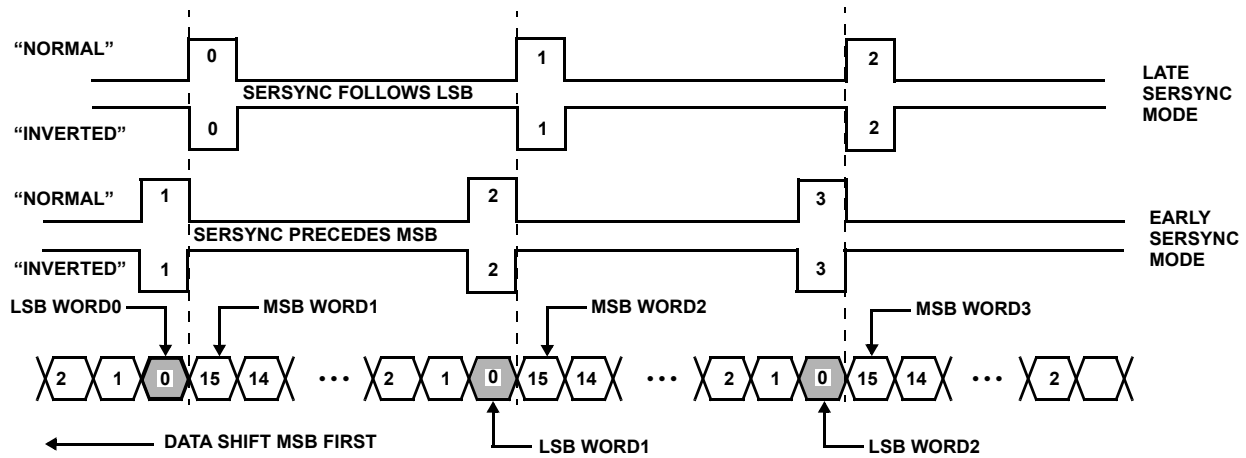 “NORMAL” 0 1 2
SERSYNC FOLLOWS LSB
LATE
SERSYNC
MODE
“INVERTED” 0 1 2
“NORMAL” 1 2 3
SERSYNC PRECEDES MSB
EARLY
SERSYNC
MODE
“INVERTED” 1 2 3
LSB WORD0 MSB WORD1 MSB WORD2 MSB WORD3
2 1 0 15 14 ••• 2 1 0 15 14 ••• 2 1 0 15 14 ••• 2
DATA SHIFT MSB FIRST
LSB WORD1 LSB WORD2